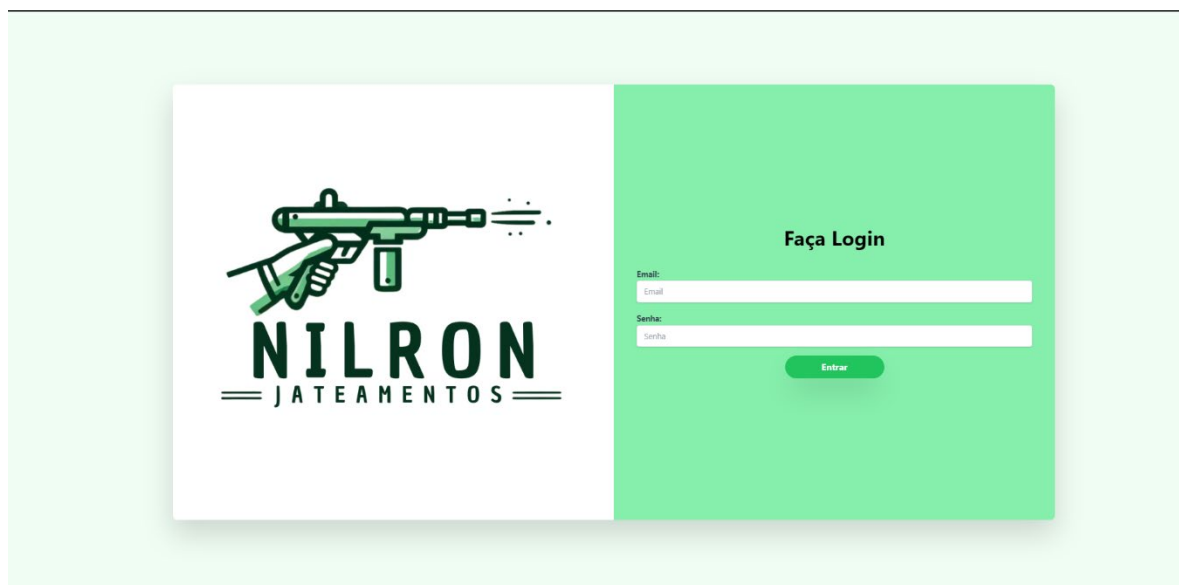 NILRON
JATEAMENTOS
Faça Login
Email:
Email
Senha:
Senha
Entrar